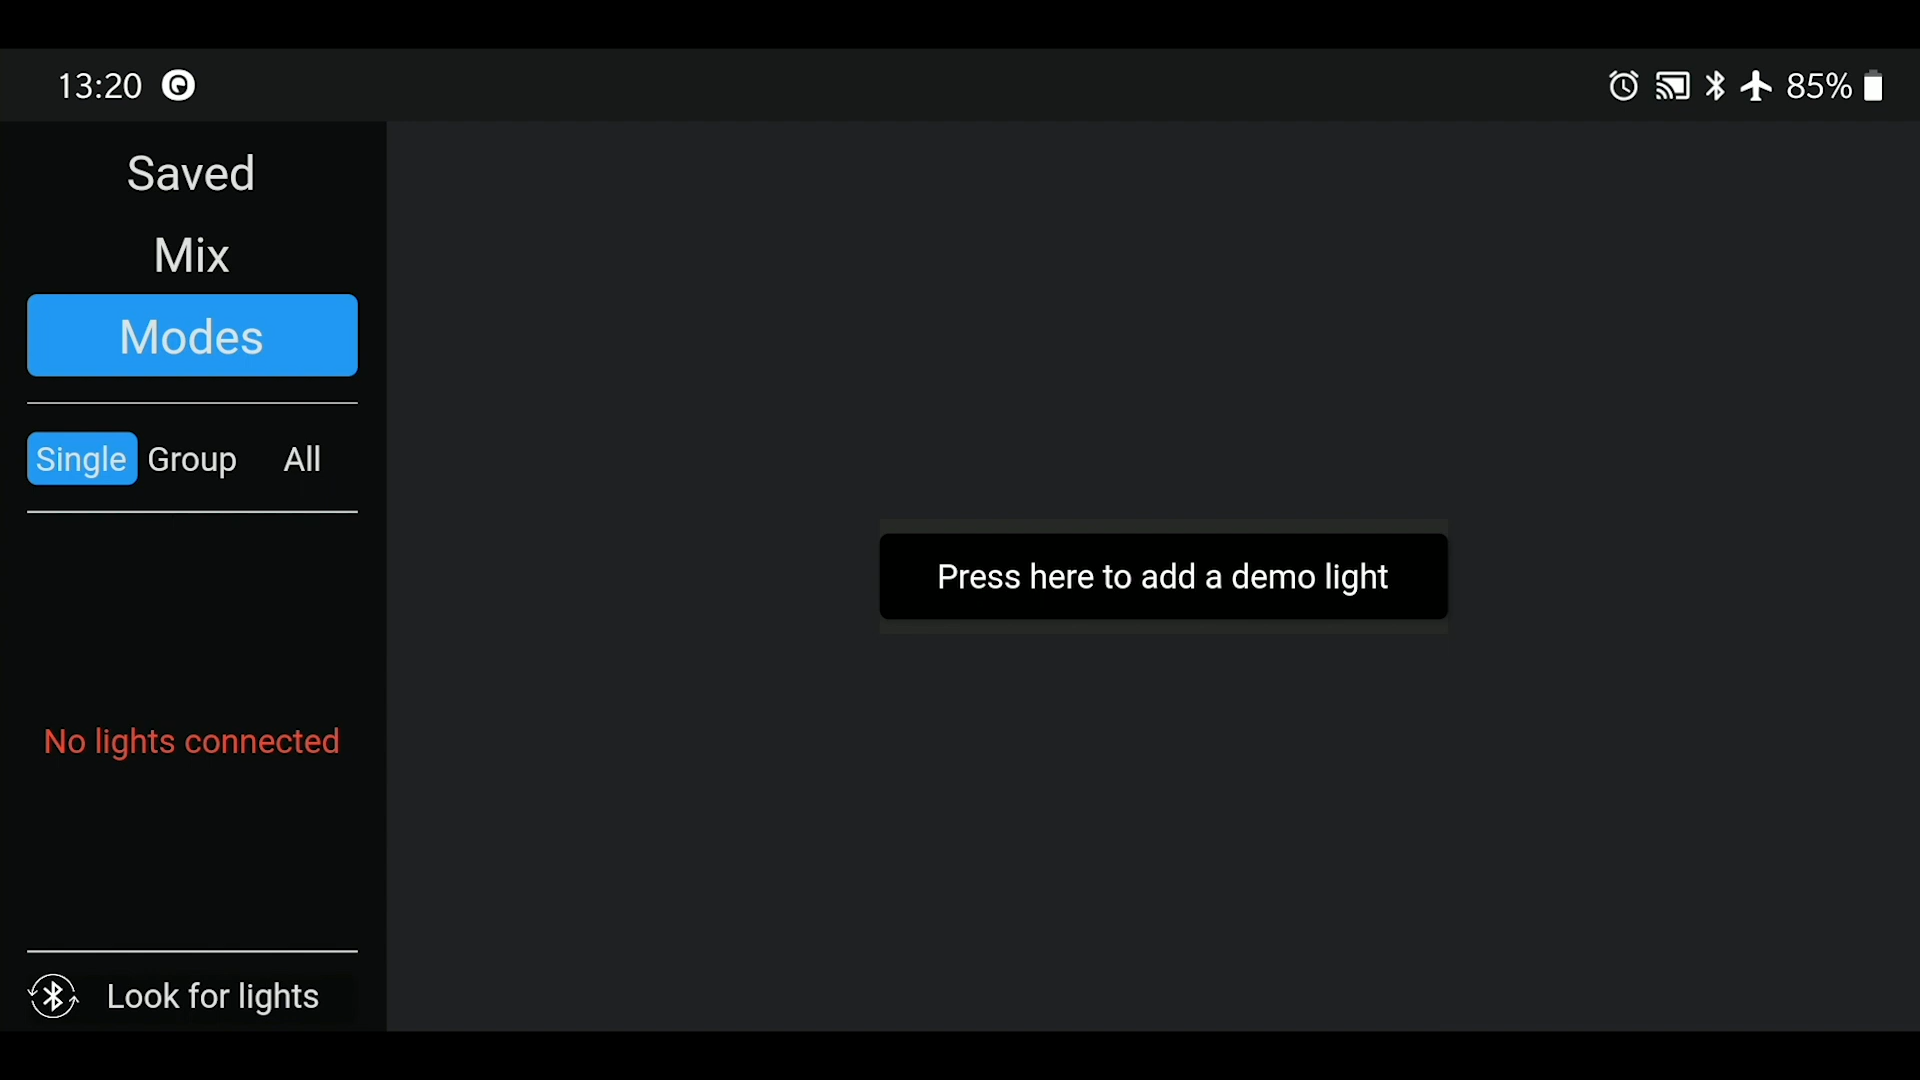 13:20
85%
Saved
Mix
Modes
Single Group All
Press here to add a demo light
No lights connected
Look for lights